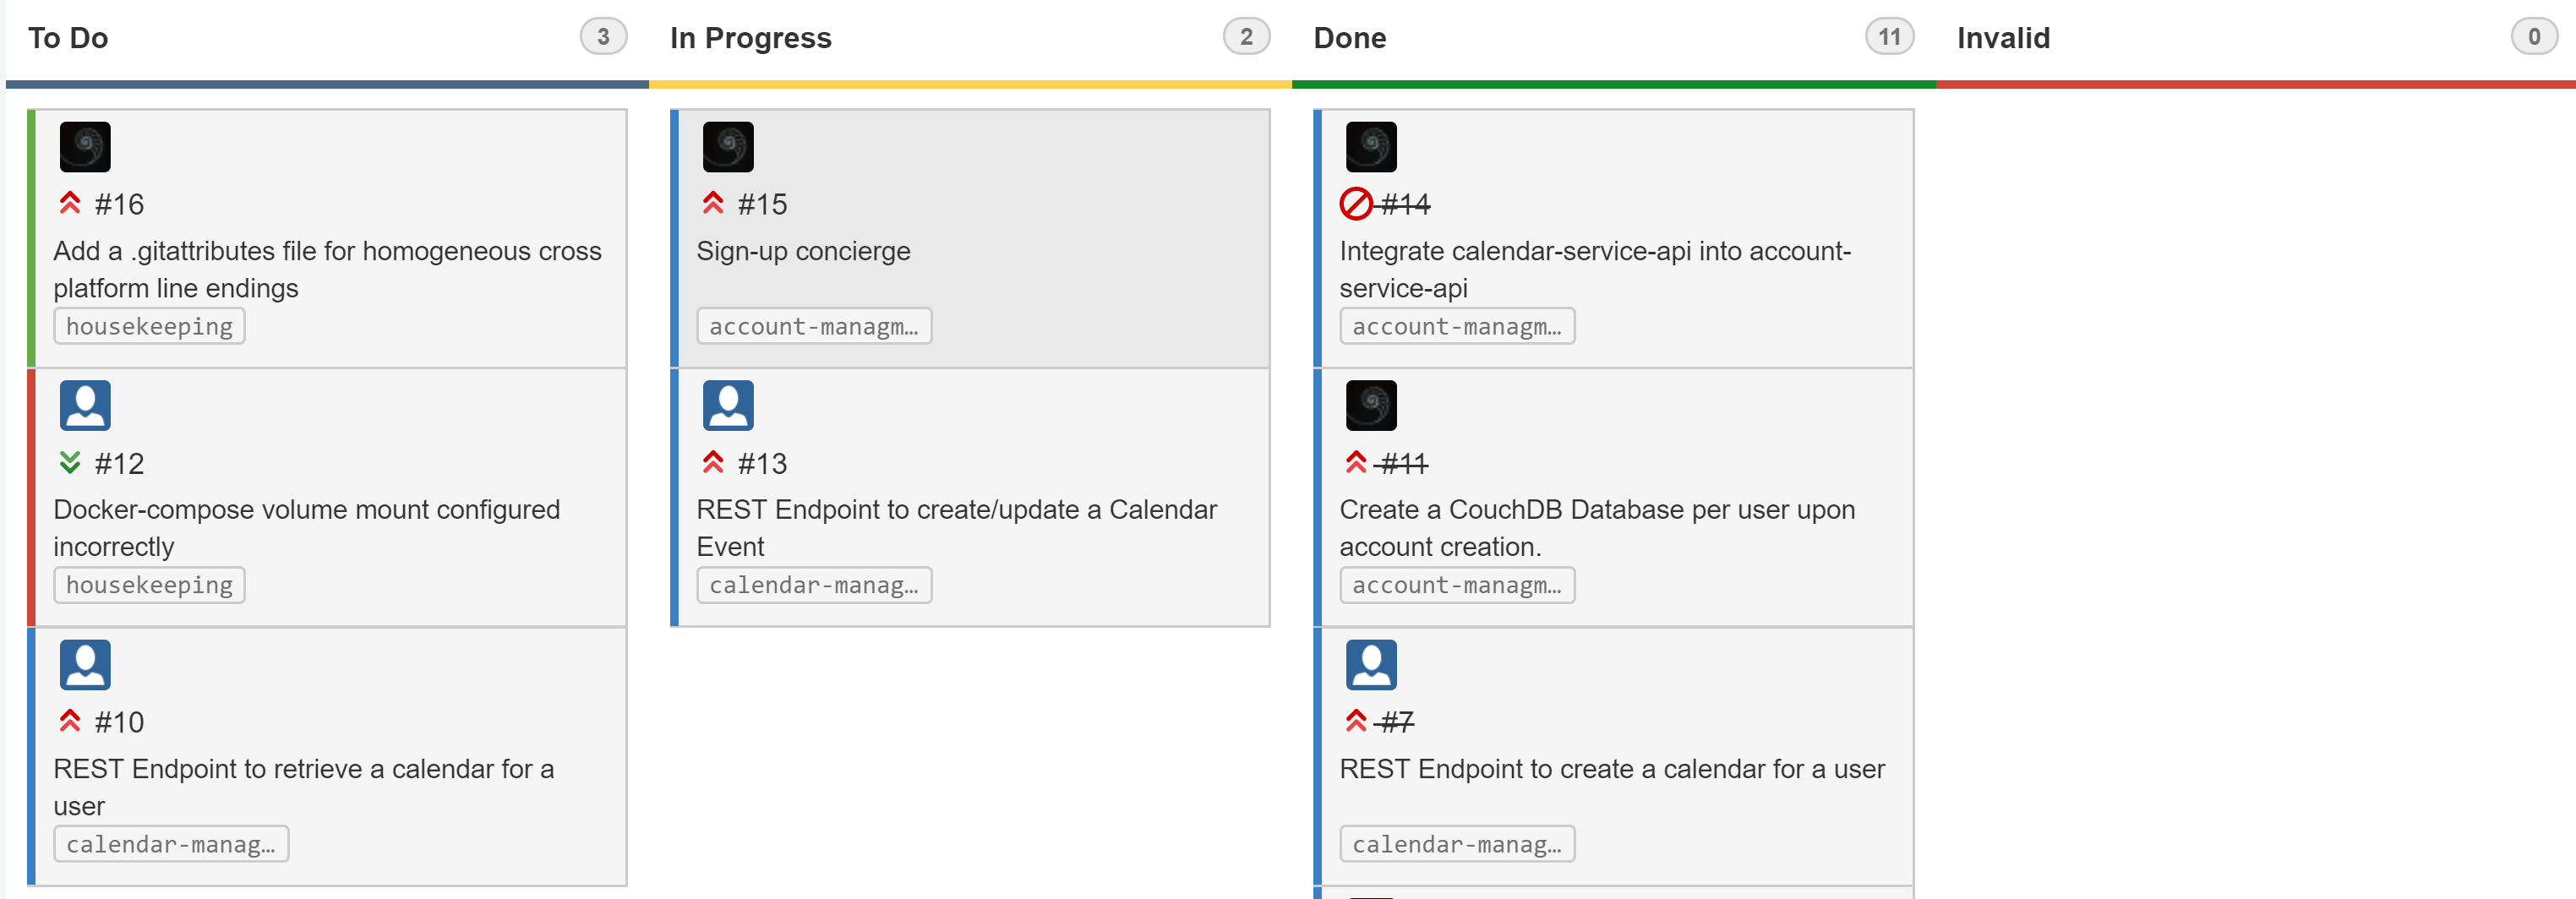 To Do
3
#16
Add a .gitattributes file for homogeneous cross
platform line endings
housekeeping
#12
Docker-compose volume mount configured
incorrectly
housekeeping
#10
REST Endpoint to retrieve a calendar for a
user
calendar-manag…
In Progress
2
#15
Sign-up concierge
account-managm…
#13
REST Endpoint to create/update a Calendar
Event
calendar-manag…
Done
11
#14
Integrate calendar-service-api into account-
service-api
account-managm…
#11
Create a CouchDB Database per user upon
account creation.
account-managm…
#7
REST Endpoint to create a calendar for a user
calendar-manag…
Invalid
0